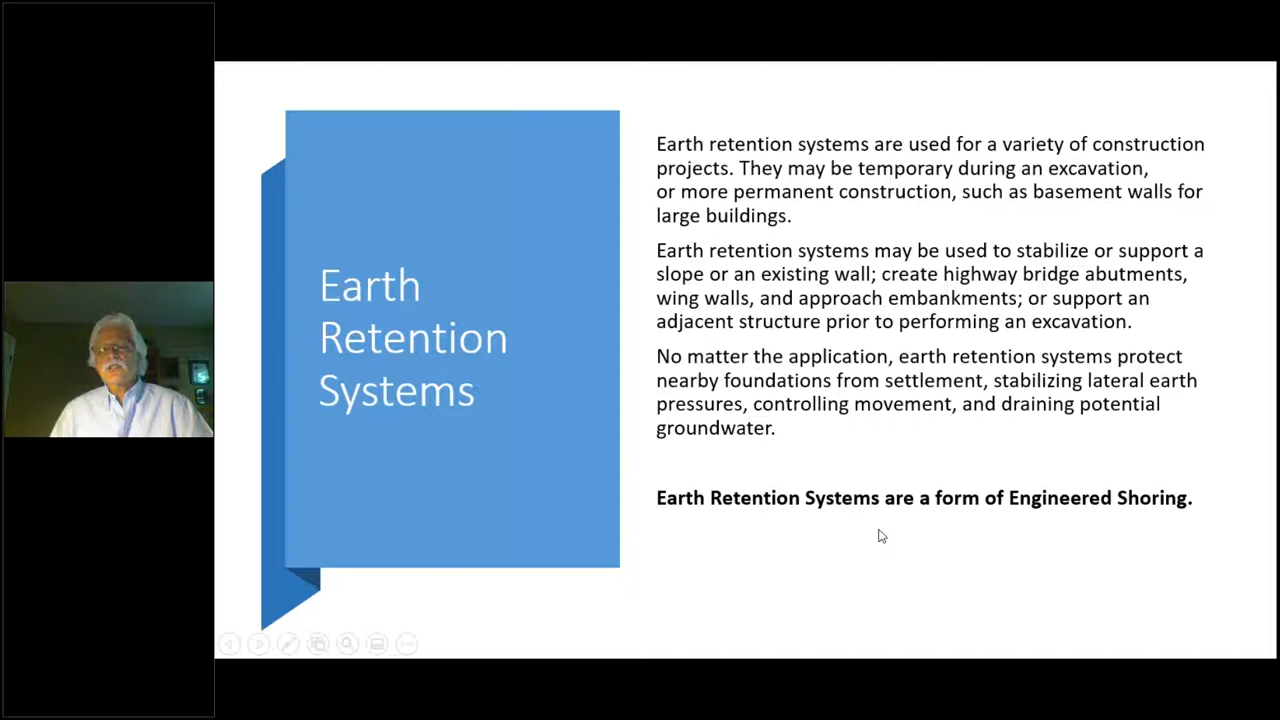 Earth
Retention
Systems
Earth retention systems are used for a variety of construction
projects. They may be temporary during an excavation,
or more permanent construction, such as basement walls for
large buildings.
Earth retention systems may be used to stabilize or support a
slope or an existing wall; create highway bridge abutments,
wing walls, and approach embankments; or support an
adjacent structure prior to performing an excavation.
No matter the application, earth retention systems protect
nearby foundations from settlement, stabilizing lateral earth
pressures, controlling movement, and draining potential
groundwater.
Earth Retention Systems are a form of Engineered Shoring.